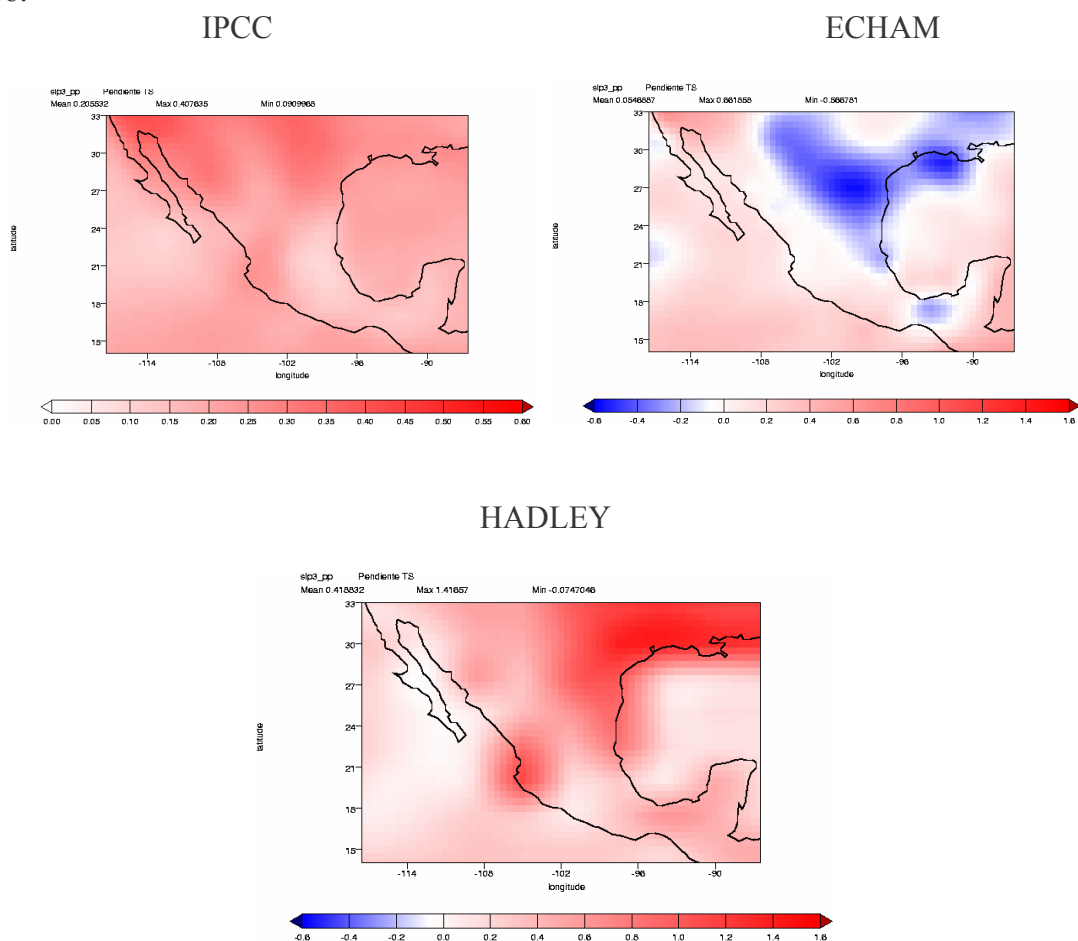 IPCC
ECHAM
slp3_pp Pendiente TS
Mean 0.205532 Max 0.407635 Min 0.0909968
33
30
27
24
21
18
15
latitude
-114 -108 -102 -96 -90
longitude
0.00 0.05 0.10 0.15 0.20 0.25 0.30 0.35 0.40 0.45 0.50 0.55 0.60
slp3_pp Pendiente TS
Mean 0.0548887 Max 0.661858 Min -0.566781
33
30
27
24
21
18
15
latitude
-114 -108 -102 -96 -90
longitude
-0.6 -0.4 -0.2 0.0 0.2 0.4 0.6 0.8 1.0 1.2 1.4 1.6
HADLEY
slp3_pp Pendiente TS
Mean 0.418832 Max 1.41657 Min -0.0747046
33
30
27
24
21
18
15
latitude
-114 -108 -102 -96 -90
longitude
-0.6 -0.4 -0.2 0.0 0.2 0.4 0.6 0.8 1.0 1.2 1.4 1.6